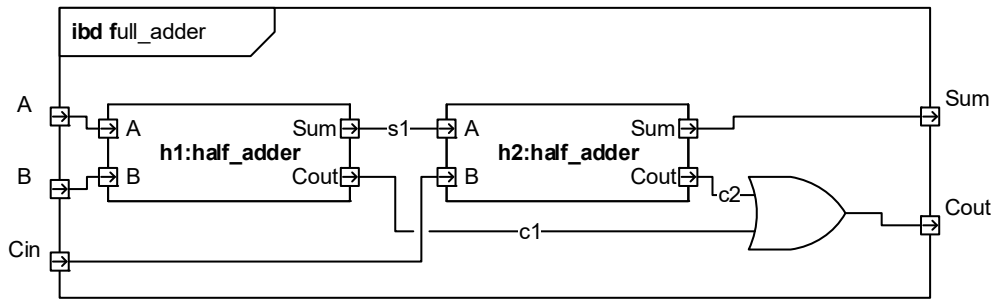 ibd full_adder
A
B
Cin
A
B
h1:half_adder
Sum
Cout
s1
c1
A
B
h2:half_adder
Sum
Cout
c2
Sum
Cout